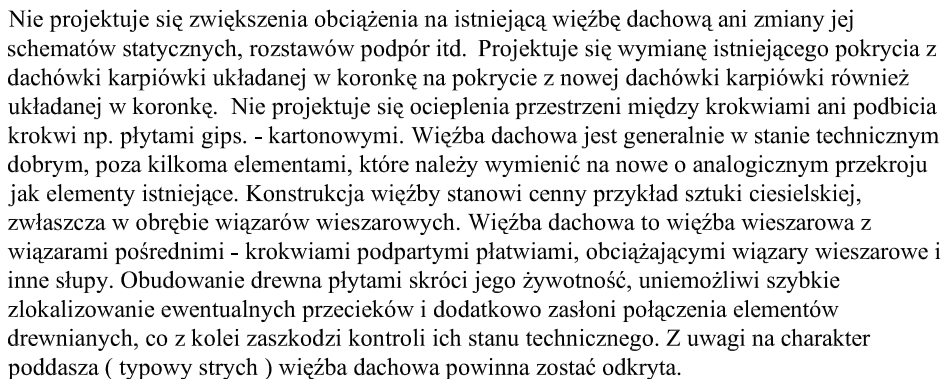 Nie projektuje się zwiększenia obciążenia na istniejącą więźbę dachową ani zmiany jej
schematów statycznych, rozstawów podpór itd.  Projektuje się wymianę istniejącego pokrycia z
dachówki karpiówki układanej w koronkę na pokrycie z nowej dachówki karpiówki również
układanej w koronkę.  Nie projektuje się ocieplenia przestrzeni między krokwiami ani podbicia
krokwi np. płytami gips. - kartonowymi. Więźba dachowa jest generalnie w stanie technicznym
dobrym, poza kilkoma elementami, które należy wymienić na nowe o analogicznym przekroju
jak elementy istniejące. Konstrukcja więźby stanowi cenny przykład sztuki ciesielskiej,
zwłaszcza w obrębie wiązarów wieszarowych. Więźba dachowa to więźba wieszarowa z
wiązarami pośrednimi - krokwiami podpartymi płatwiami, obciążającymi wiązary wieszarowe i
inne słupy. Obudowanie drewna płytami skróci jego żywotność, uniemożliwi szybkie
zlokalizowanie ewentualnych przecieków i dodatkowo zasłoni połączenia elementów
drewnianych, co z kolei zaszkodzi kontroli ich stanu technicznego. Z uwagi na charakter
poddasza ( typowy strych ) więźba dachowa powinna zostać odkryta.